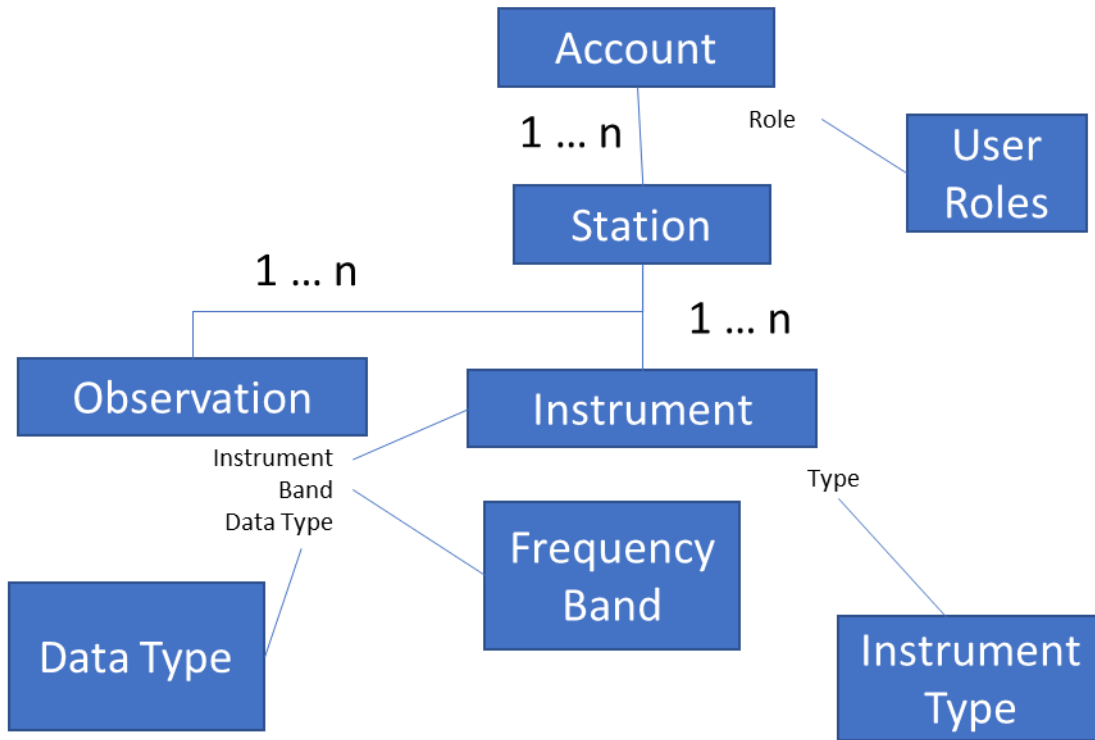 Account
1 ... n
Role
User
Roles
Station
1 ... n
1 ... n
Observation
Instrument
Instrument
Band
Data Type
Type
Frequency
Band
Data Type
Instrument
Type